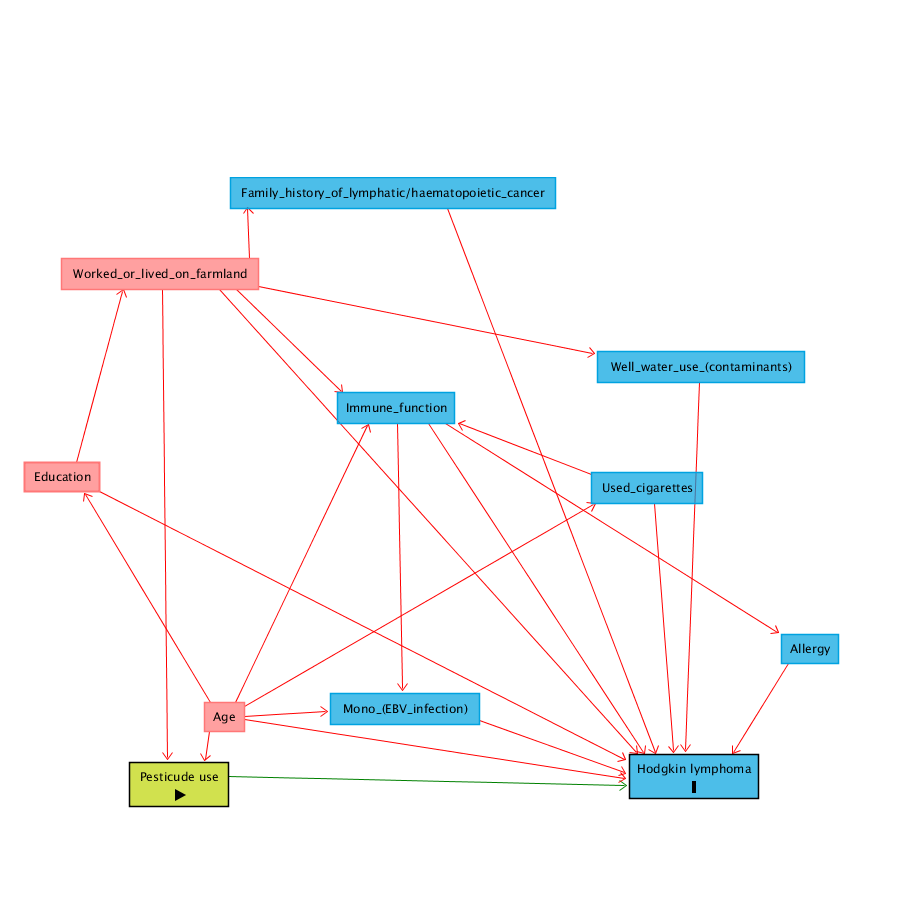 Family_history_of_lymphatic/haematopoietic_cancer
Worked_or_lived_on_farmland
Well_water_use_(contaminants)
Immune_function
Education
Used_cigarettes
Allergy
Age
Mono_(EBV_infection)
Pesticude use
Hodgkin lymphoma